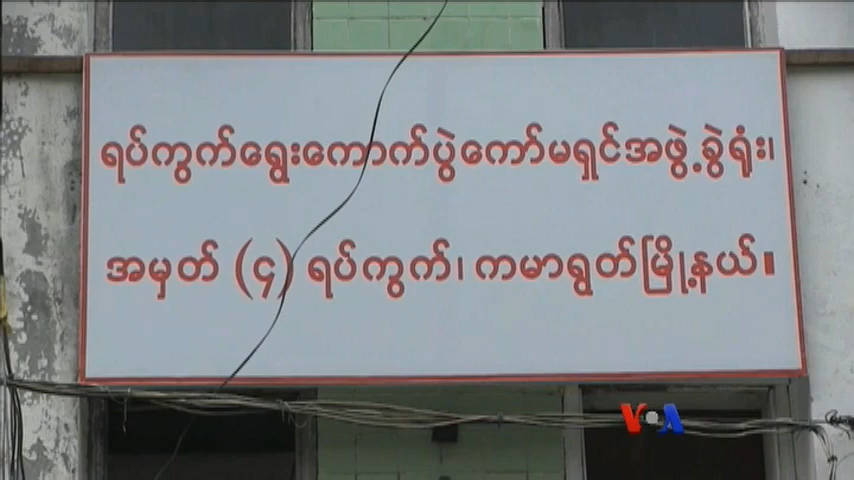 ရပ်ကွက်ရွေးကောက်ပွဲကော်မရှင်အဖွဲ့ခွဲရုံး၊
အမှတ် (၄) ရပ်ကွက်၊ ကမာရွတ်မြို့နယ်။
VOA